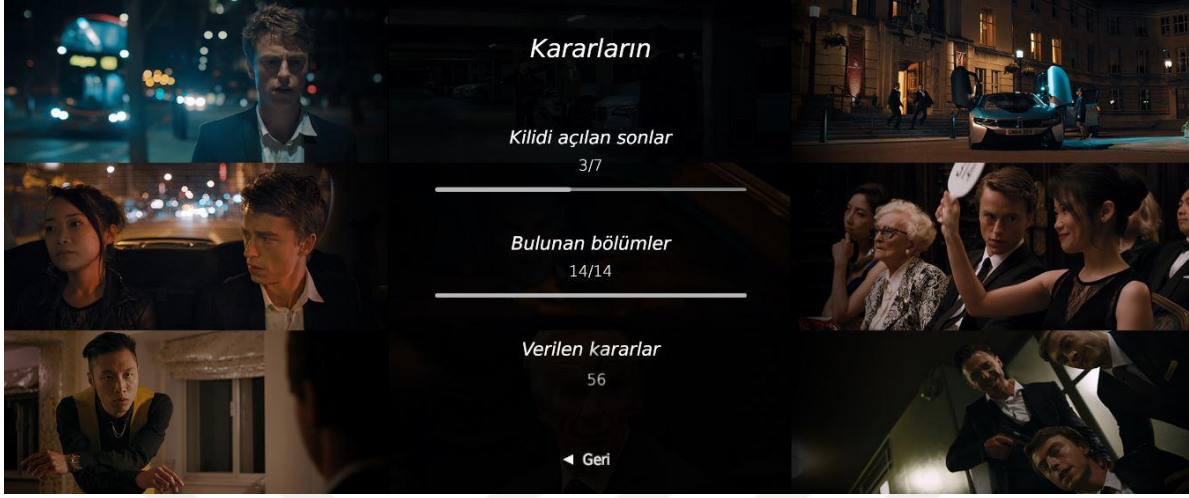 Kararların
Kilidi açılan sonlar
3/7
Bulunan bölümler
14/14
Verilen kararlar
56
◄ Geri